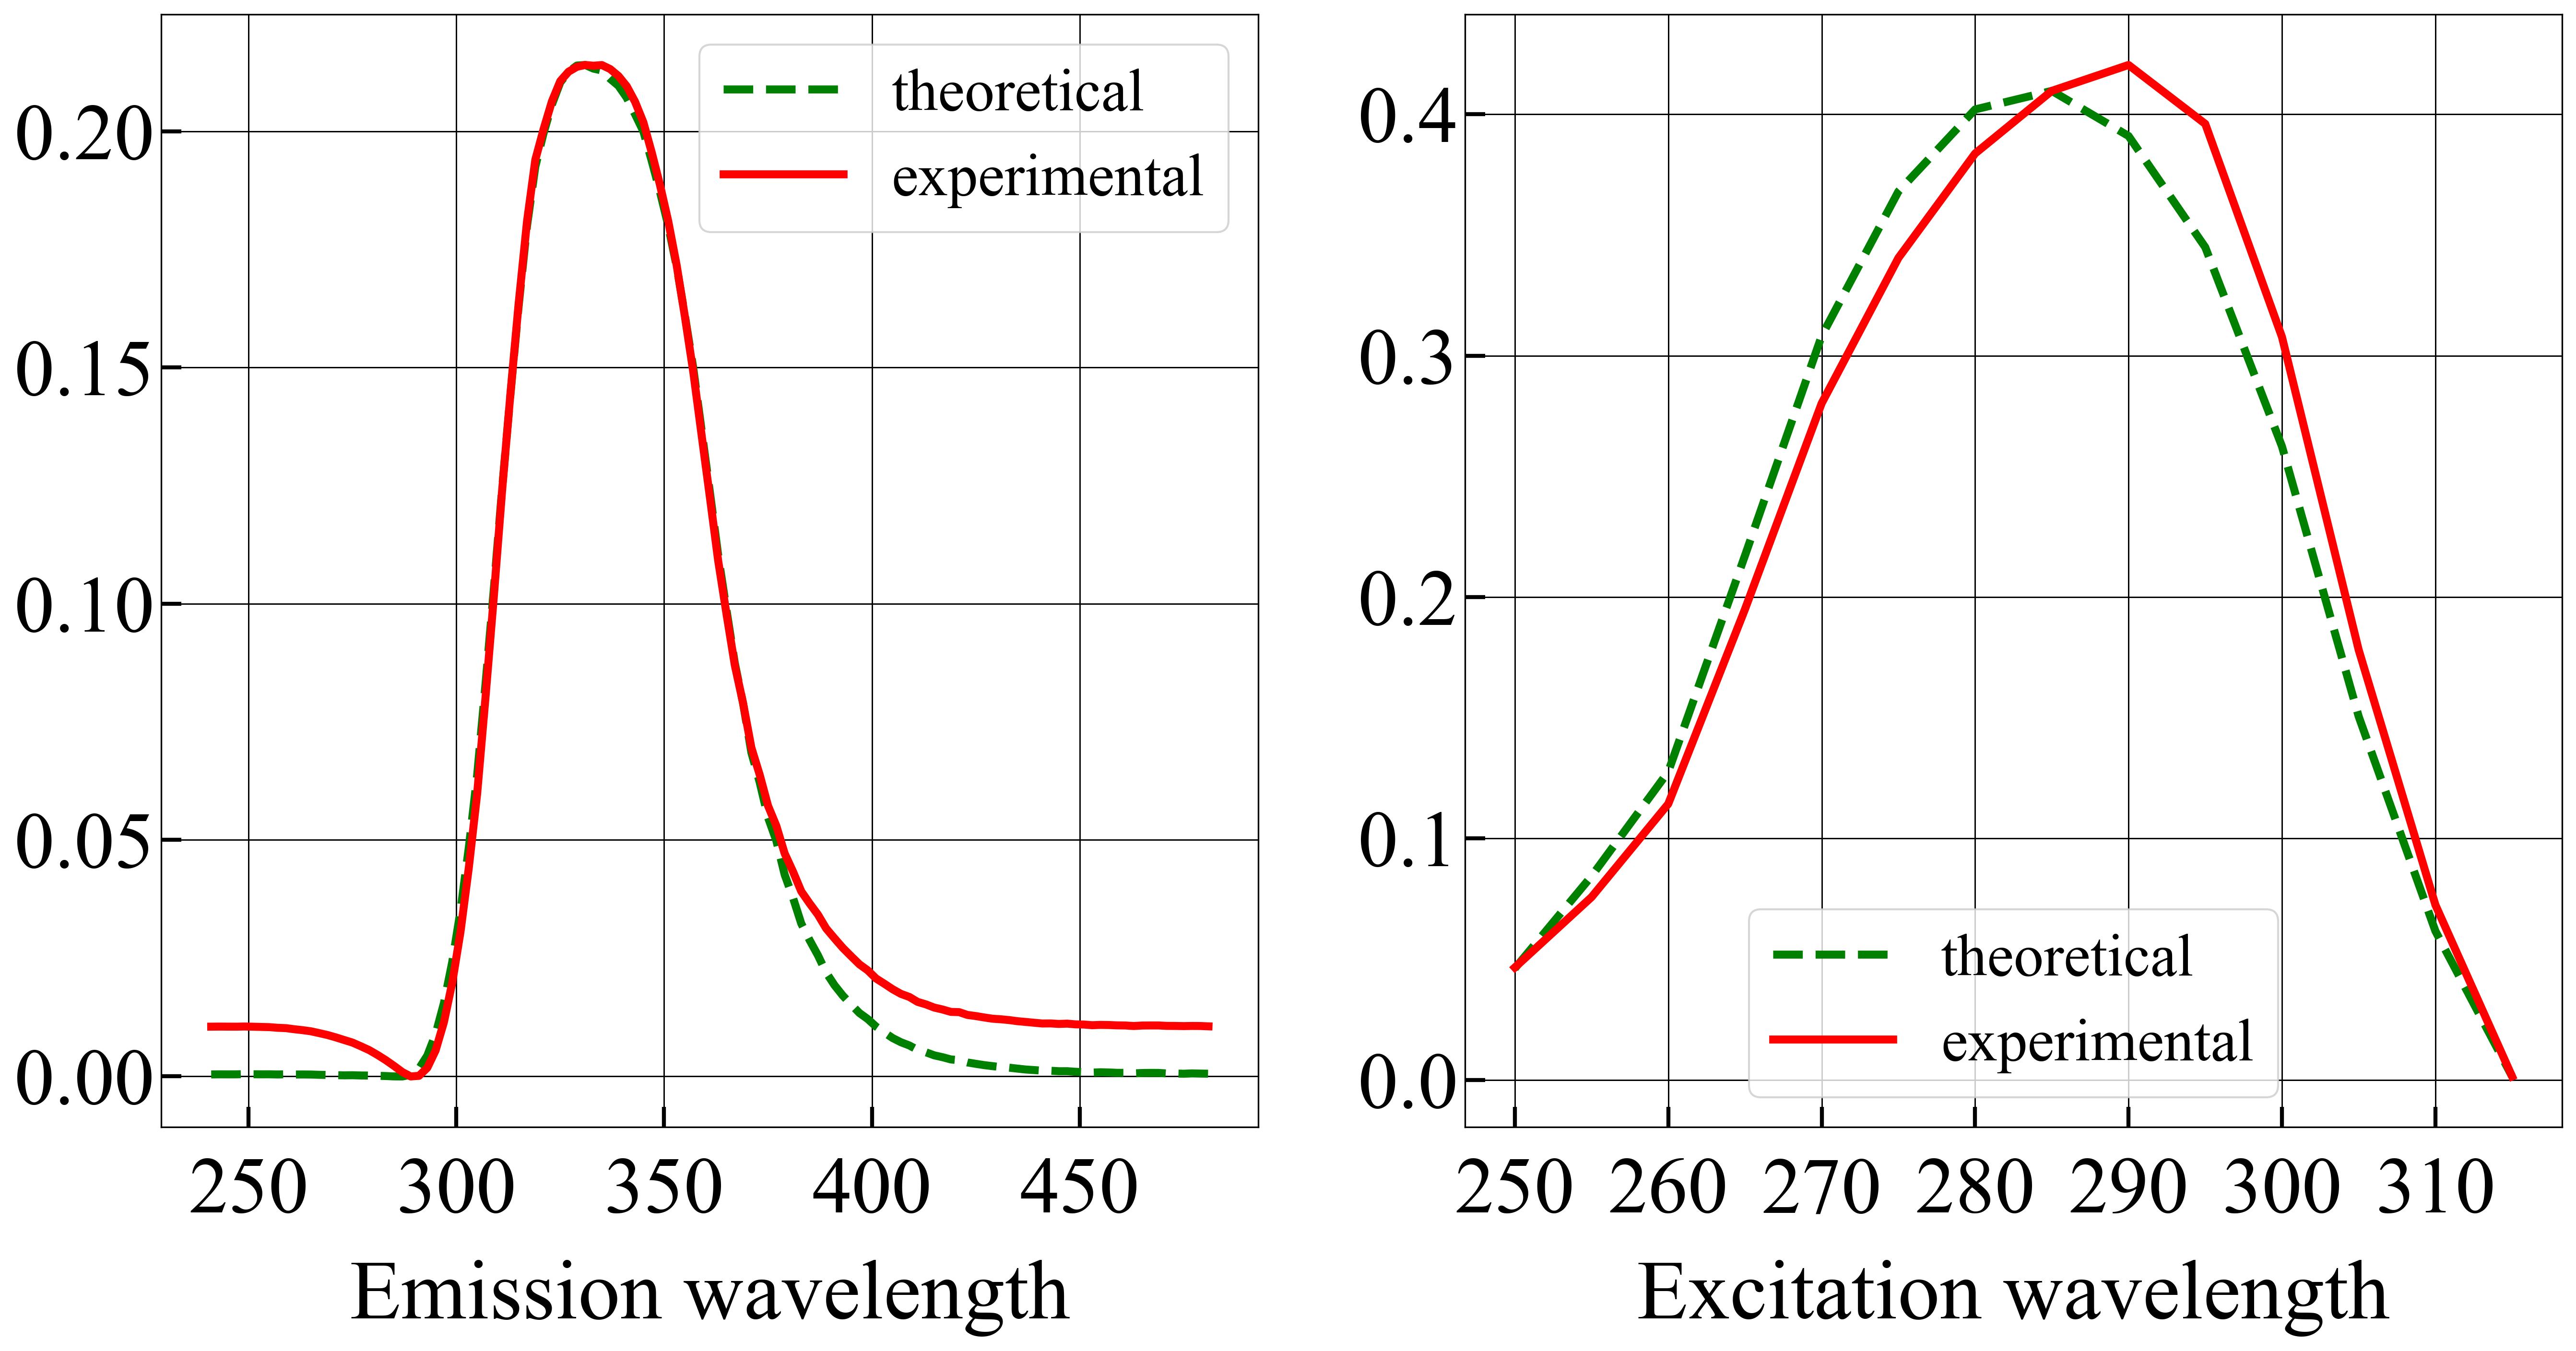 0.20
0.15
0.10
0.05
0.00
250 300 350 400 450
Emission wavelength
theoretical
experimental
0.4
0.3
0.2
0.1
0.0
250 260 270 280 290 300 310
Excitation wavelength
theoretical
experimental